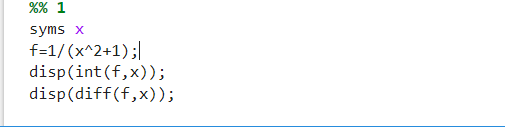 %% 1
syms x
f=1/(x^2+1);
disp(int(f,x));
disp(diff(f,x));